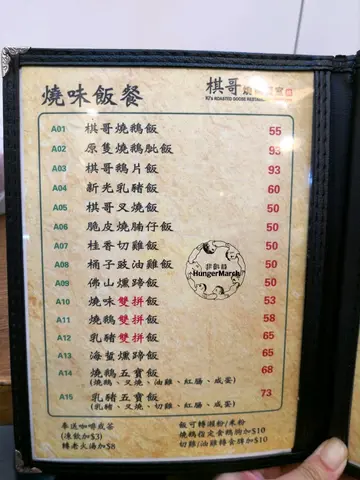 燒味飯餐
棋哥
KI's ROASTED GOOSE RESTAURANT
A01 棋哥燒鵝飯 55
A02 原隻燒鵝髀飯 93
A03 棋哥鵝片飯 93
A04 新光乳豬飯 60
A05 棋哥叉燒飯 50
A06 脆皮燒腩仔飯 50
A07 桂香切雞飯 50
A08 桶子豉油雞飯 50
A09 佛山燻蹄飯 50
A10 燒味雙拼飯 53
A11 燒鵝雙拼飯 58
A12 乳豬雙拼飯 65
A13 海蜇燻蹄飯 65
A14 燒鵝五寶飯 68
(燒鵝、叉燒、油雞、紅腸、咸蛋)
A15 乳豬五寶飯 73
(乳豬、叉燒、切雞、紅腸、咸蛋)
HungerMarch
奉送咖啡或茶
(凍飲加$3)
轉老火湯加$8
飯可轉瀨粉/米粉
燒鵝指定食鵝胸加$10
切雞/油雞轉食髀加$10